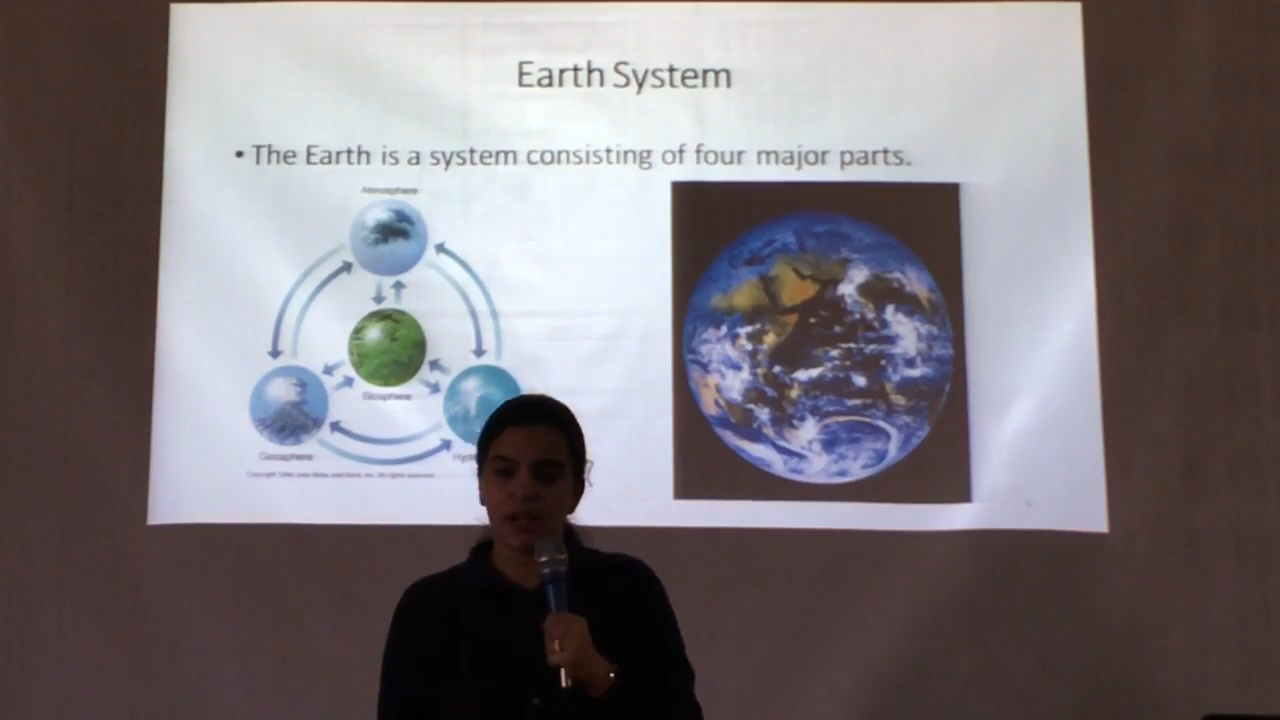 Earth System
• The Earth is a system consisting of four major parts.
Atmosphere
Biosphere
Geosphere